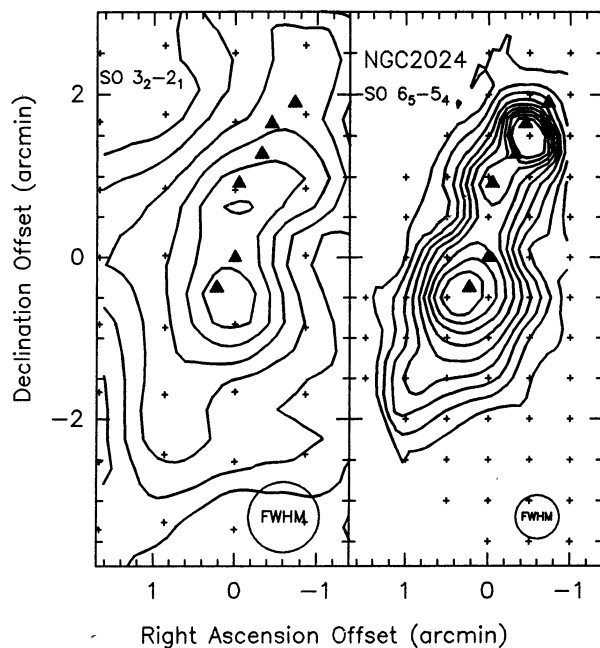 SO 3₂−2₁
NGC2024
SO 6₅−5₄
2
0
−2
Declination Offset (arcmin)
FWHM
FWHM
1 0 −1
1 0 −1
Right Ascension Offset (arcmin)